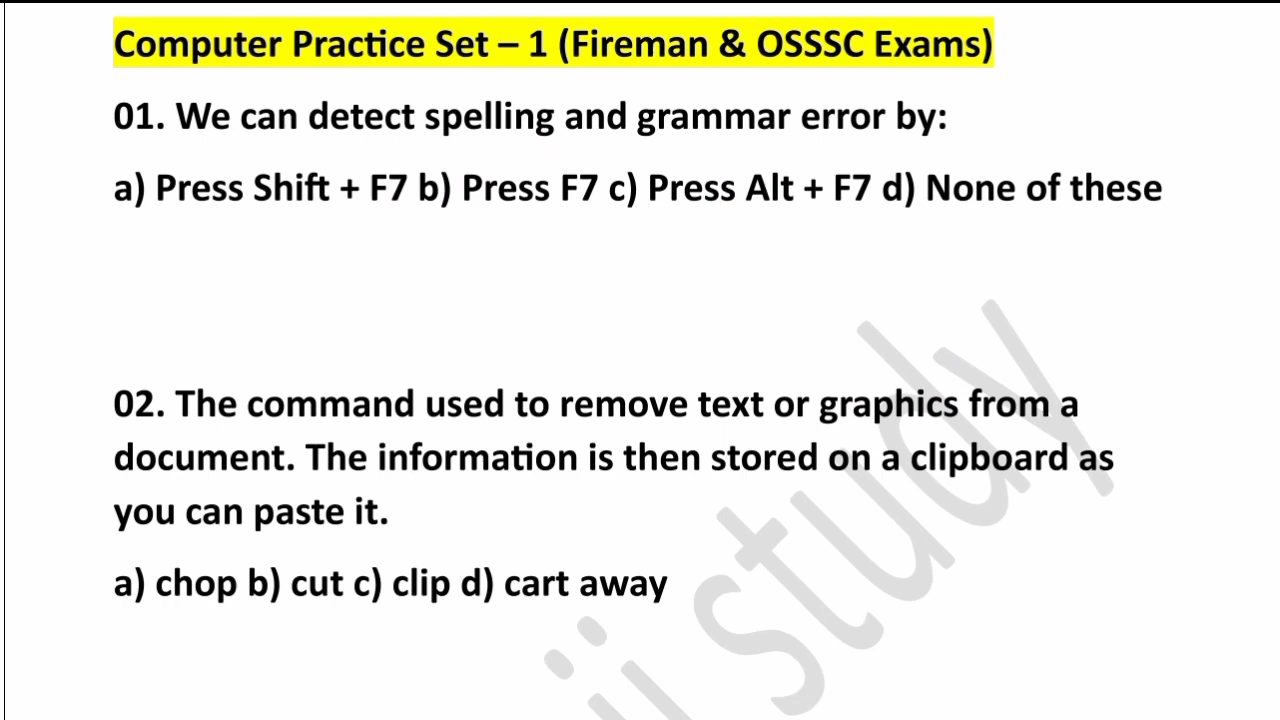 Computer Practice Set – 1 (Fireman & OSSSC Exams)
01. We can detect spelling and grammar error by:
a) Press Shift + F7 b) Press F7 c) Press Alt + F7 d) None of these
02. The command used to remove text or graphics from a
document. The information is then stored on a clipboard as
you can paste it.
a) chop b) cut c) clip d) cart away
study